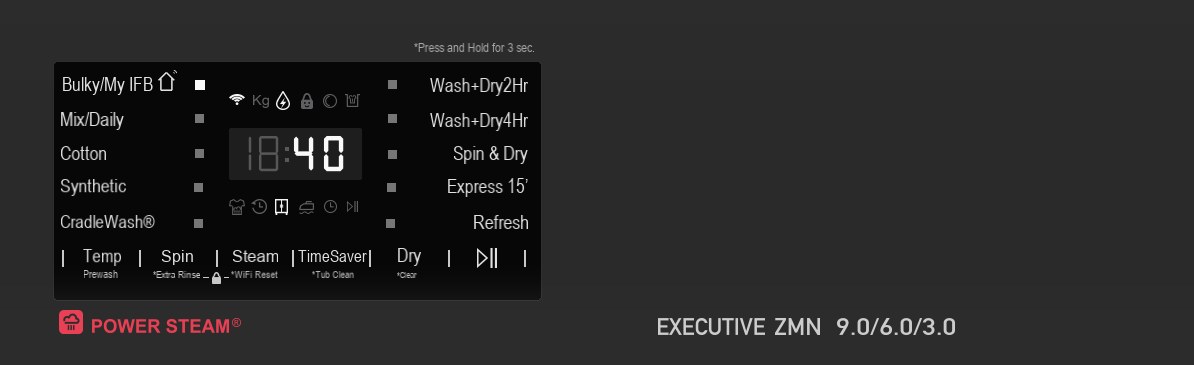 *Press and Hold for 3 sec.
Bulky/My IFB
Wash+Dry2Hr
Kg
Mix/Daily
Wash+Dry4Hr
Cotton
18:40
Spin & Dry
Synthetic
Express 15'
CradleWash®
Refresh
Temp | Spin | Steam | TimeSaver | Dry
Prewash *Extra Rinse *WiFi Reset *Tub Clean *Clear
POWER STEAM®
EXECUTIVE ZMN 9.0/6.0/3.0